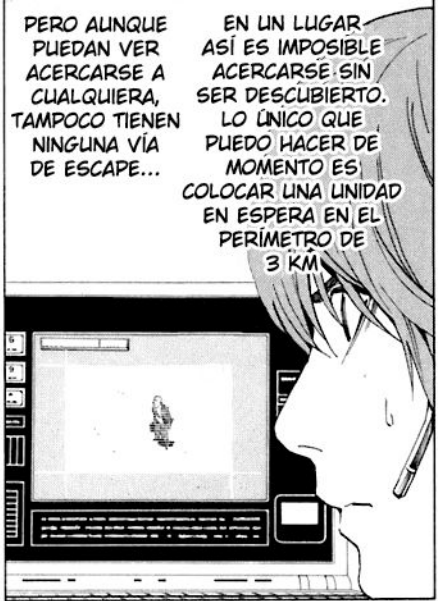 EN UN LUGAR
ASÍ ES IMPOSIBLE
ACERCARSE SIN
SER DESCUBIERTO.
LO ÚNICO QUE
PUEDO HACER DE
MOMENTO ES
COLOCAR UNA UNIDAD
EN ESPERA EN EL
PERÍMETRO DE
3 KM
PERO AUNQUE
PUEDAN VER
ACERCARSE A
CUALQUIERA,
TAMPOCO TIENEN
NINGUNA VÍA
DE ESCAPE...